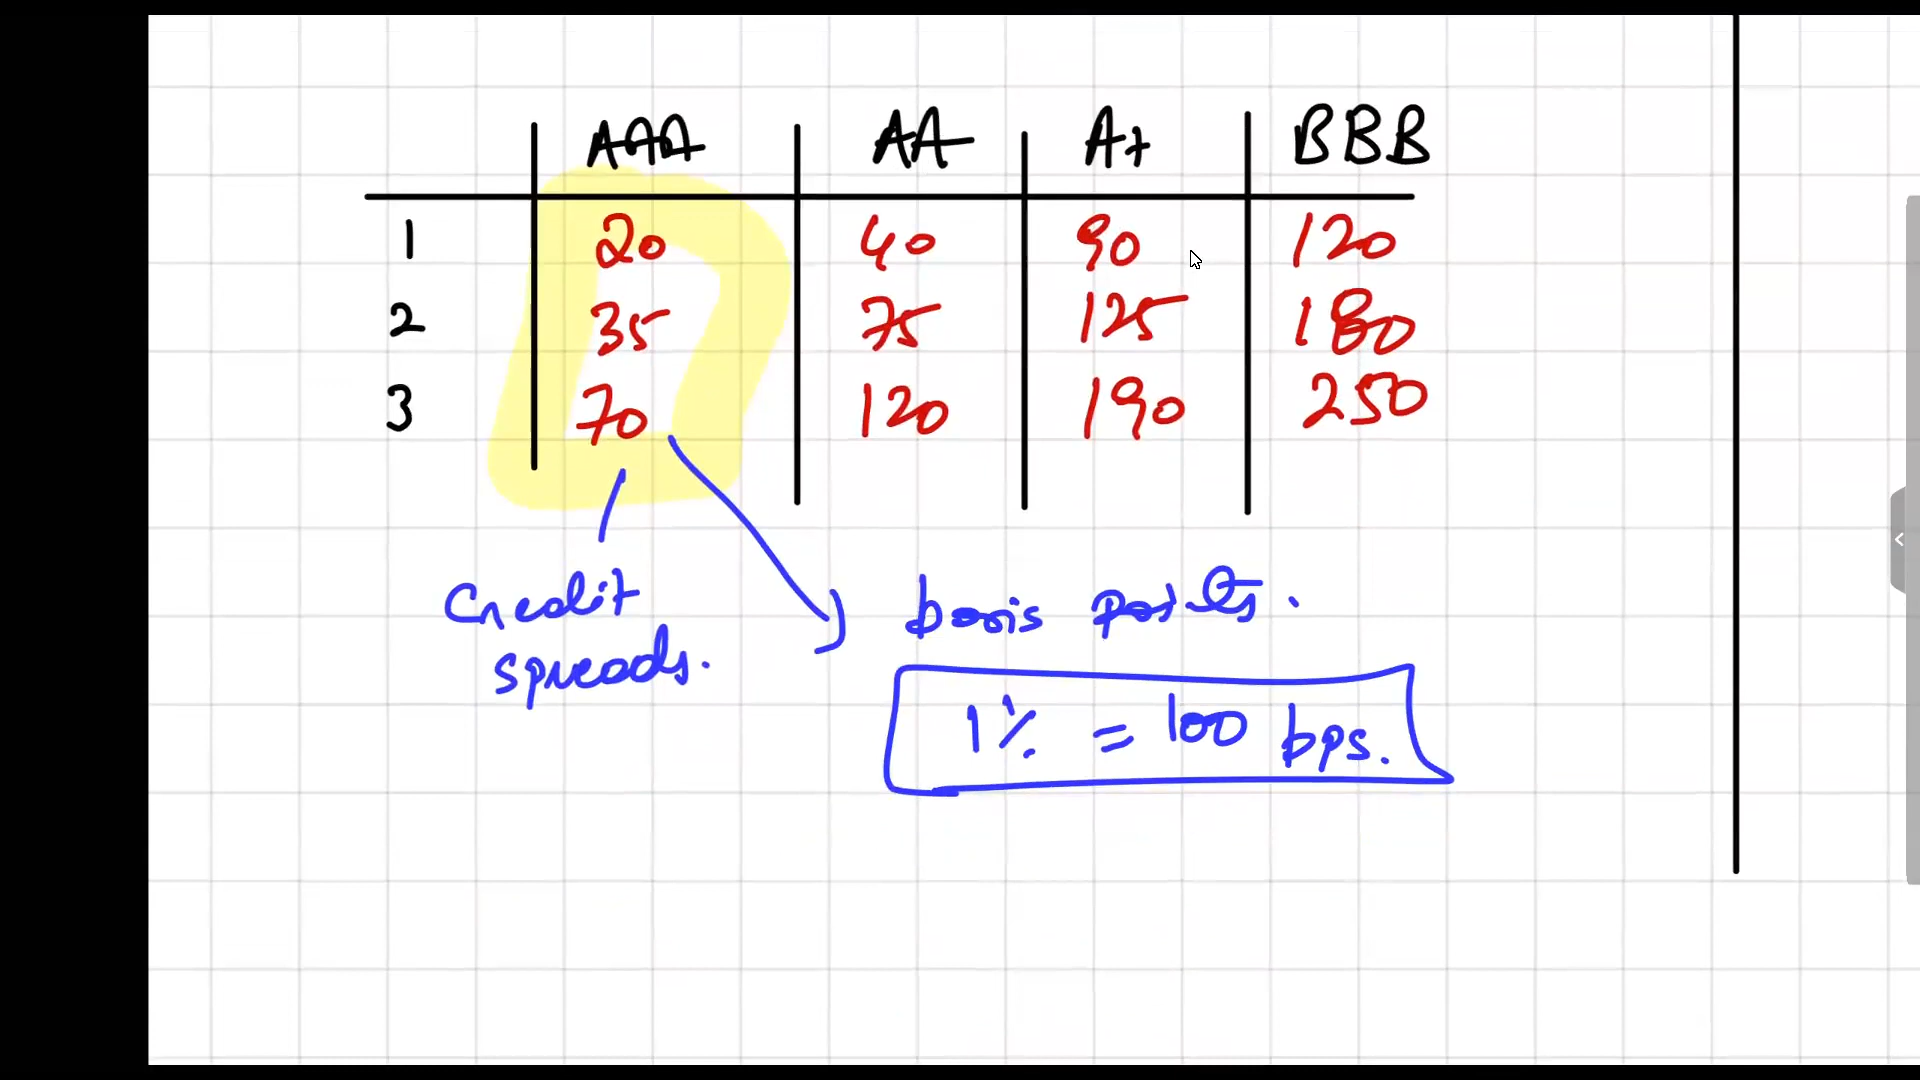 AAA AA A+ BBB
1 20 40 90 120
2 35 75 125 180
3 70 120 190 250
Credit
spreads.
basis points.
1% = 100 bps.